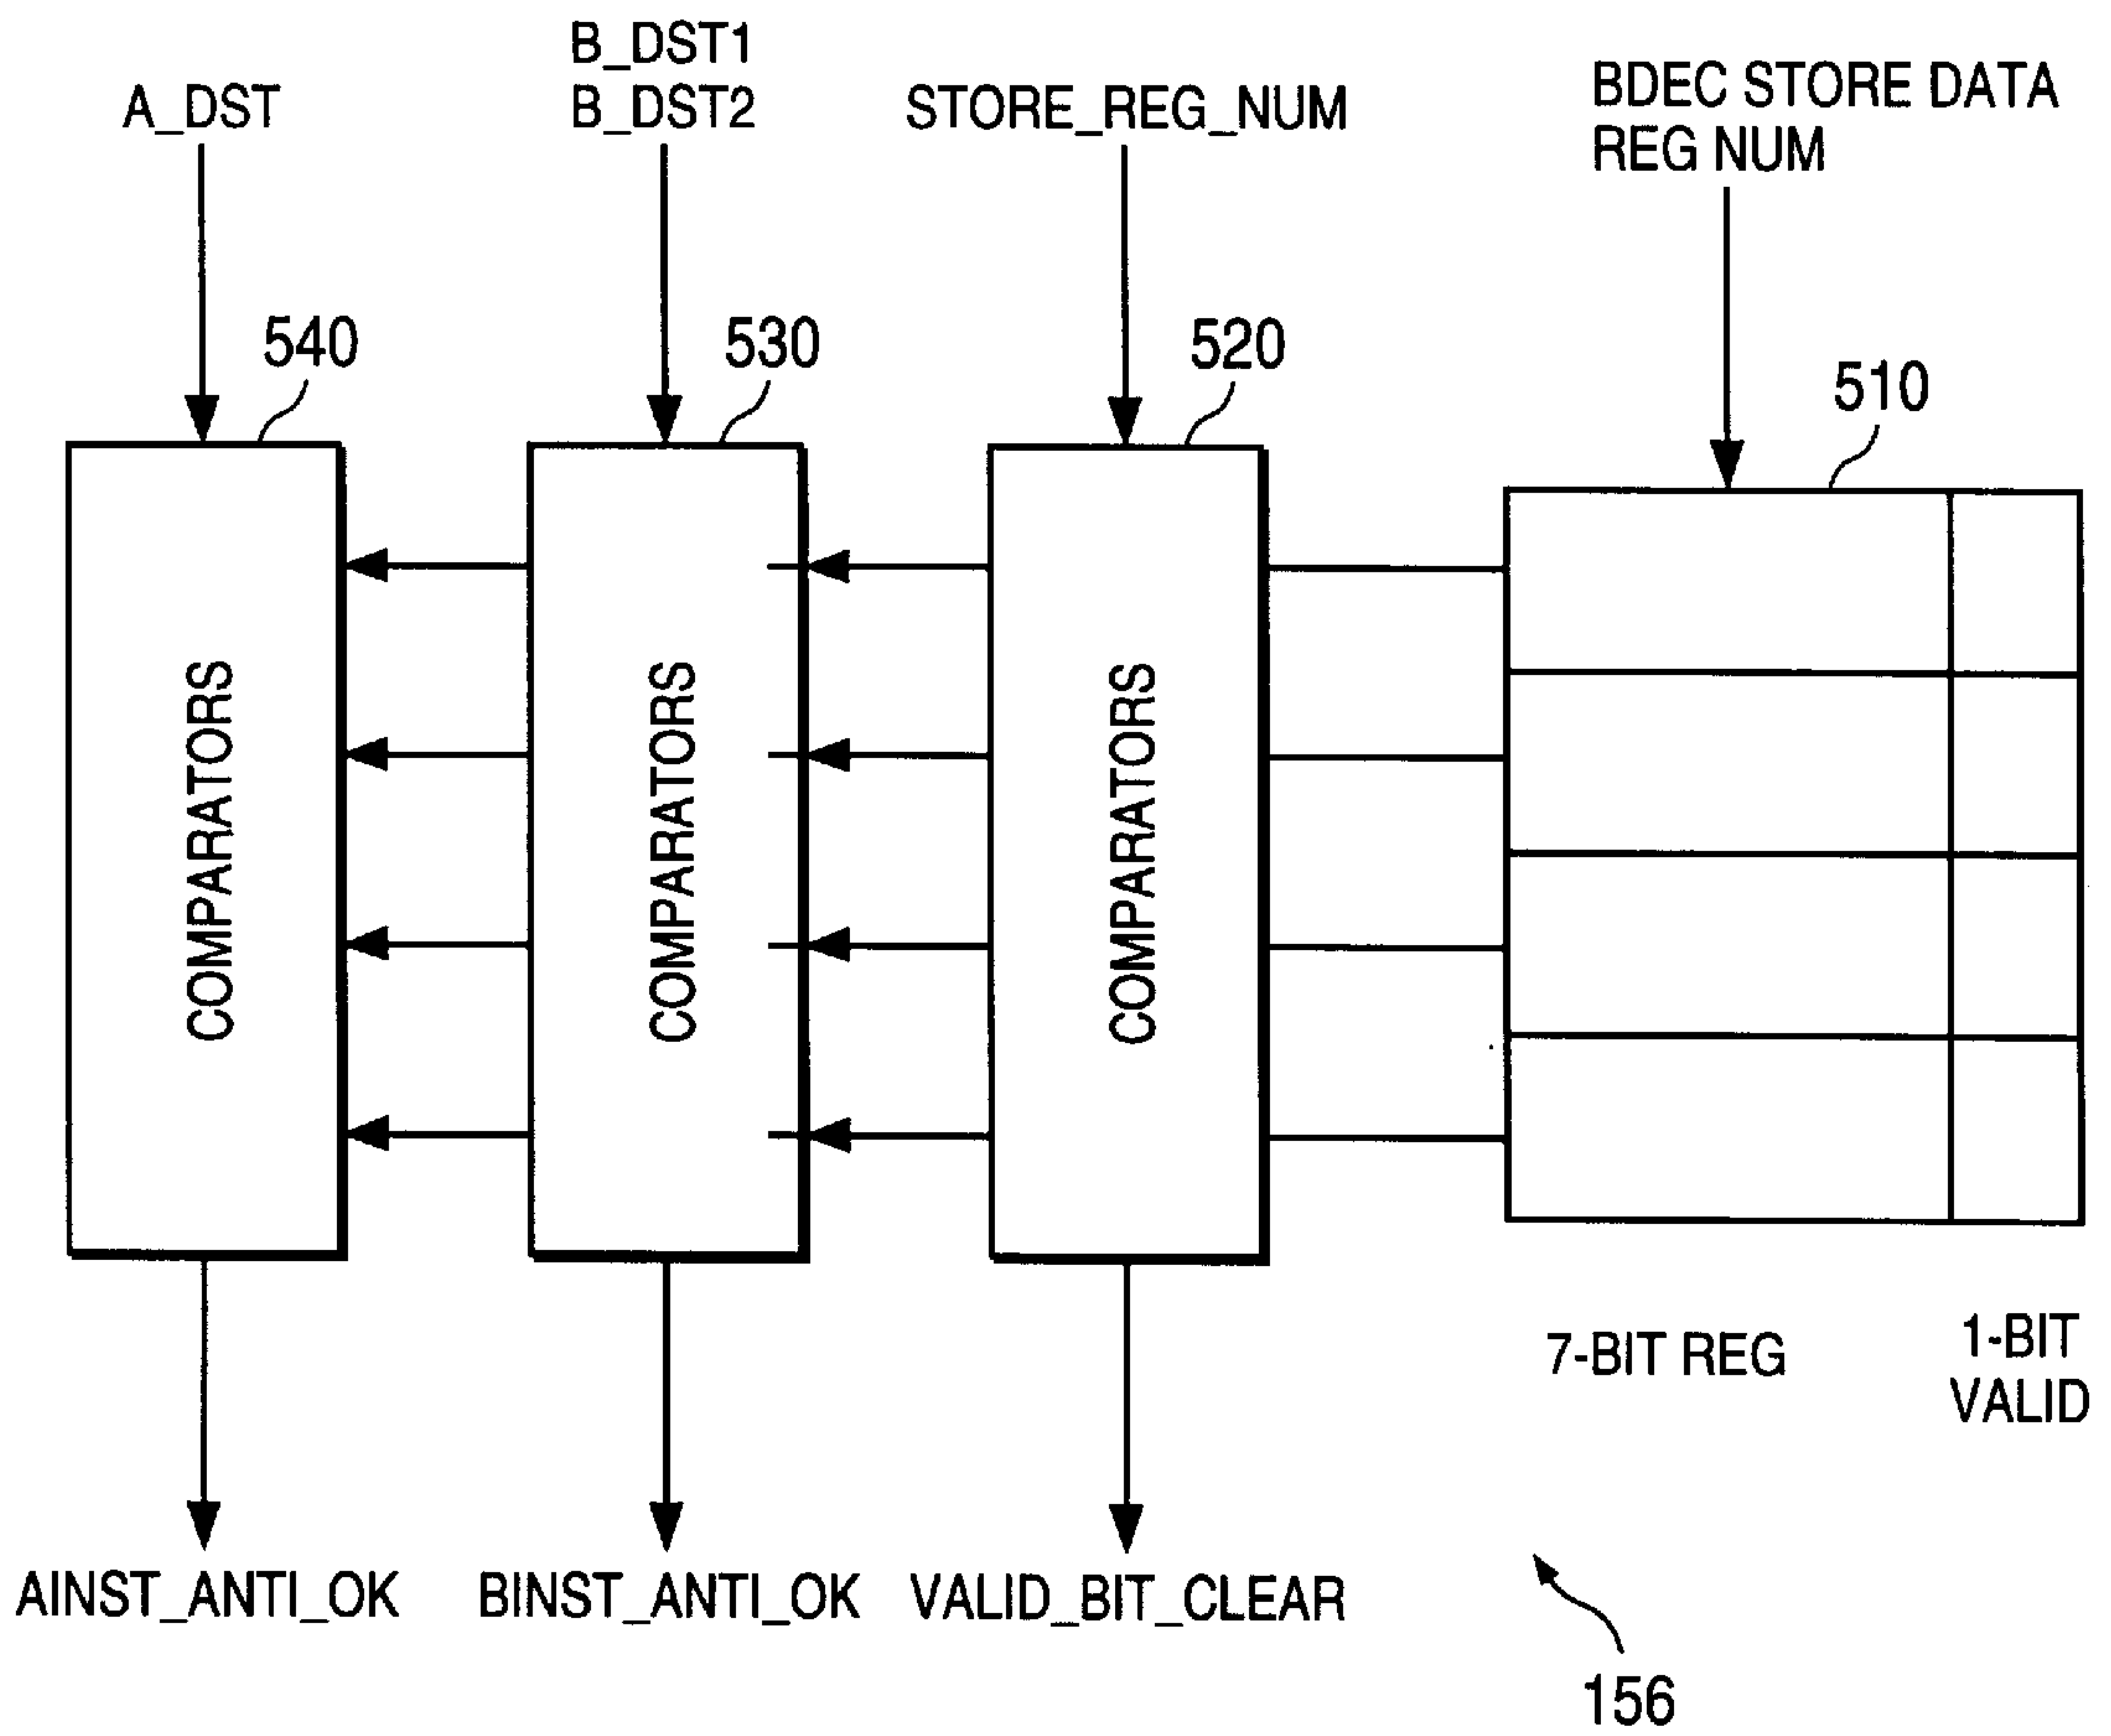 A_DST
B_DST1
B_DST2
STORE_REG_NUM
BDEC STORE DATA
REG NUM
540
530
520
510
COMPARATORS
COMPARATORS
COMPARATORS
7-BIT REG
1-BIT
VALID
AINST_ANTI_OK
BINST_ANTI_OK
VALID_BIT_CLEAR
156